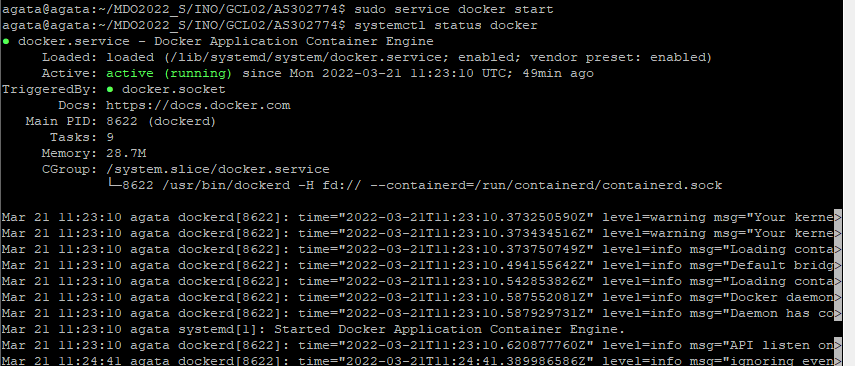 agata@agata:~/MDO2022_S/INO/GCL02/AS302774$ sudo service docker start
agata@agata:~/MDO2022_S/INO/GCL02/AS302774$ systemctl status docker
● docker.service - Docker Application Container Engine
Loaded: loaded (/lib/systemd/system/docker.service; enabled; vendor preset: enabled)
Active: active (running) since Mon 2022-03-21 11:23:10 UTC; 49min ago
TriggeredBy: ● docker.socket
Docs: https://docs.docker.com
Main PID: 8622 (dockerd)
Tasks: 9
Memory: 28.7M
CGroup: /system.slice/docker.service
└─8622 /usr/bin/dockerd -H fd:// --containerd=/run/containerd/containerd.sock
Mar 21 11:23:10 agata dockerd[8622]: time="2022-03-21T11:23:10.373250590Z" level=warning msg="Your kerne>
Mar 21 11:23:10 agata dockerd[8622]: time="2022-03-21T11:23:10.373434516Z" level=warning msg="Your kerne>
Mar 21 11:23:10 agata dockerd[8622]: time="2022-03-21T11:23:10.373750749Z" level=info msg="Loading conta>
Mar 21 11:23:10 agata dockerd[8622]: time="2022-03-21T11:23:10.494155642Z" level=info msg="Default bridg>
Mar 21 11:23:10 agata dockerd[8622]: time="2022-03-21T11:23:10.542853826Z" level=info msg="Loading conta>
Mar 21 11:23:10 agata dockerd[8622]: time="2022-03-21T11:23:10.587552081Z" level=info msg="Docker daemon>
Mar 21 11:23:10 agata dockerd[8622]: time="2022-03-21T11:23:10.587929731Z" level=info msg="Daemon has co>
Mar 21 11:23:10 agata systemd[1]: Started Docker Application Container Engine.
Mar 21 11:23:10 agata dockerd[8622]: time="2022-03-21T11:23:10.620877760Z" level=info msg="API listen on>
Mar 21 11:24:41 agata dockerd[8622]: time="2022-03-21T11:24:41.389986586Z" level=info msg="ignoring even>